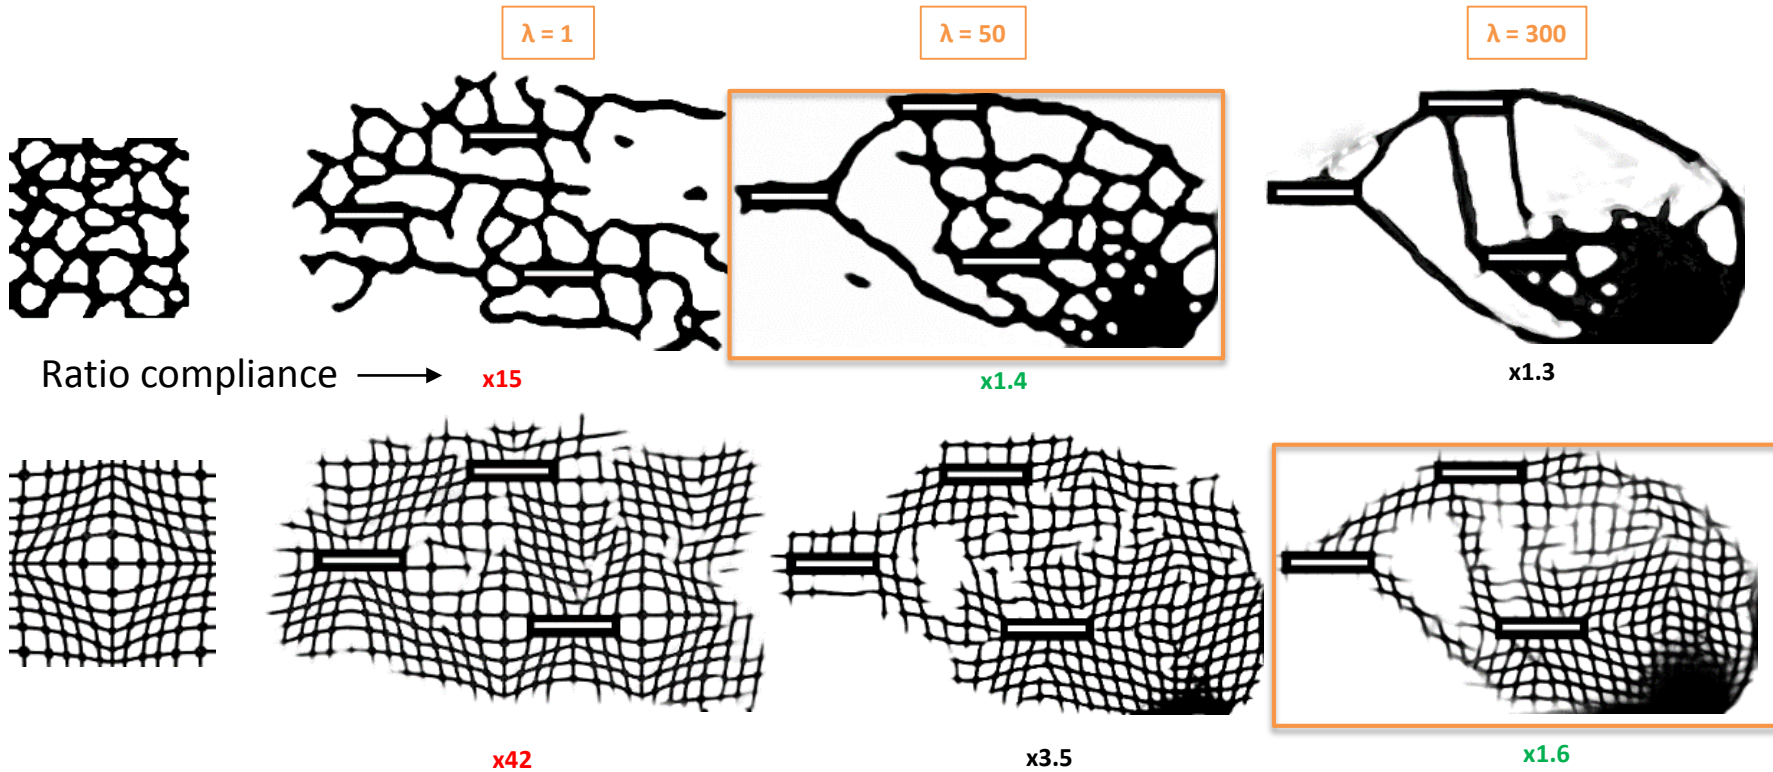 λ = 1
λ = 50
λ = 300
Ratio compliance
x15
x1.4
x1.3
x42
x3.5
x1.6